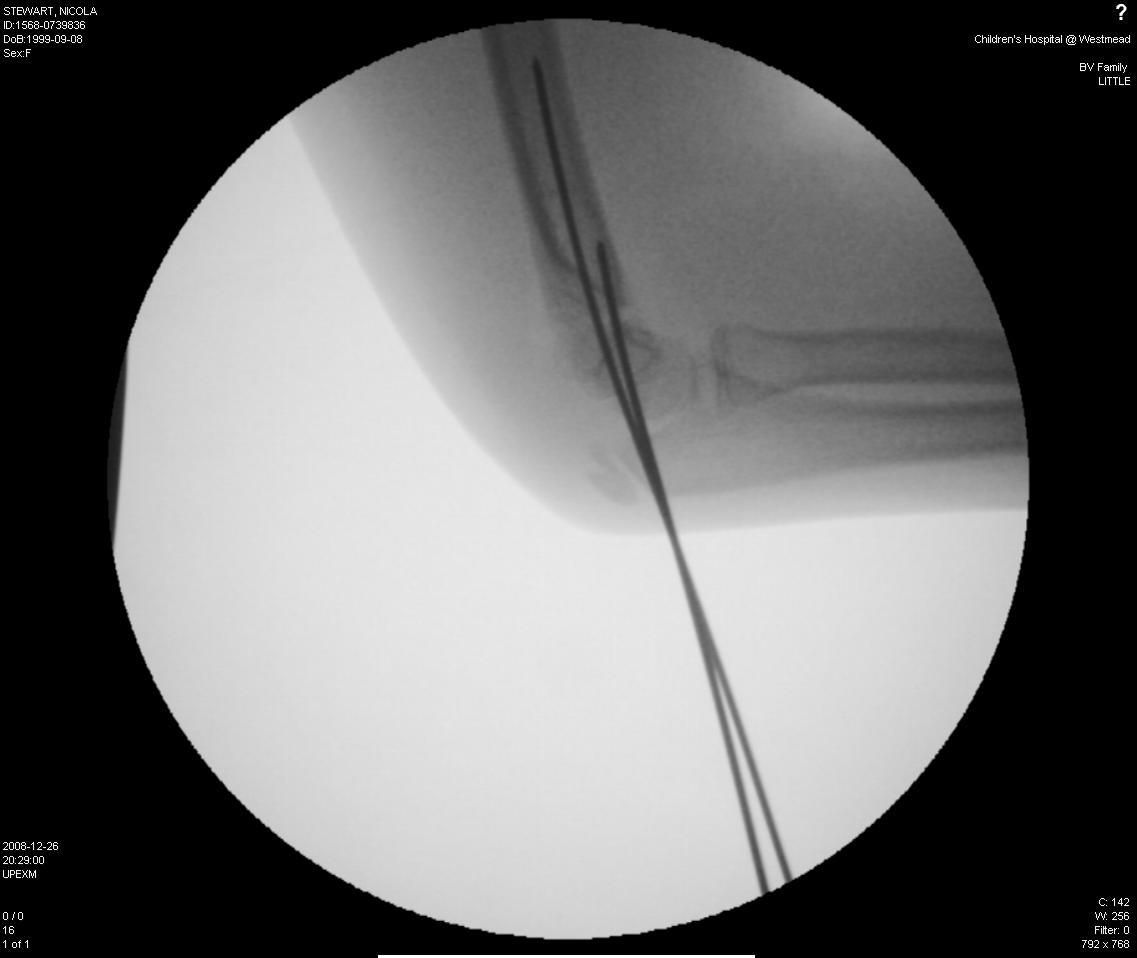 STEWART, NICOLA
ID:1568-0739836
DoB:1999-09-08
Sex:F
?
Children's Hospital @ Westmead
BV Family
LITTLE
2008-12-26
20:29:00
UPEXM
0 / 0
16
1 of 1
C: 142
W: 256
Filter: 0
792 x 768